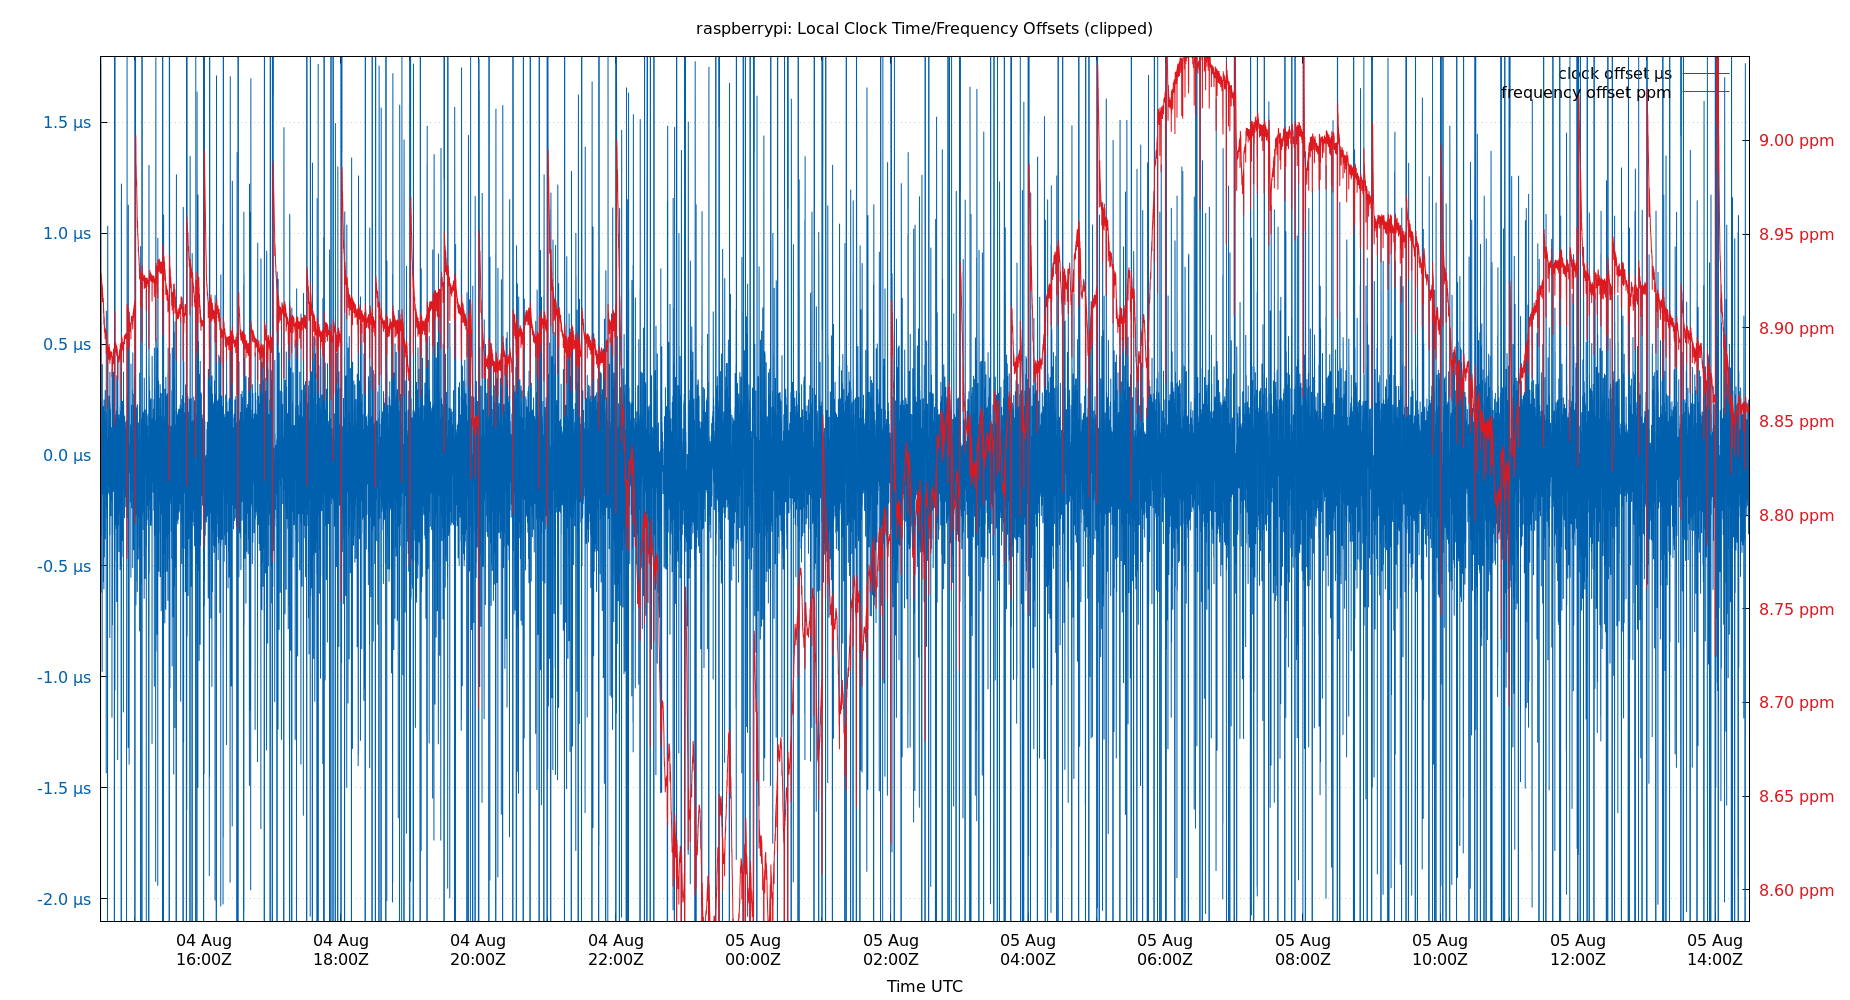 raspberrypi: Local Clock Time/Frequency Offsets (clipped)
clock offset µs
frequency offset ppm
1.5 µs
1.0 µs
0.5 µs
0.0 µs
-0.5 µs
-1.0 µs
-1.5 µs
-2.0 µs
9.00 ppm
8.95 ppm
8.90 ppm
8.85 ppm
8.80 ppm
8.75 ppm
8.70 ppm
8.65 ppm
8.60 ppm
04 Aug 04 Aug 04 Aug 04 Aug 05 Aug 05 Aug 05 Aug 05 Aug 05 Aug 05 Aug 05 Aug 05 Aug
16:00Z 18:00Z 20:00Z 22:00Z 00:00Z 02:00Z 04:00Z 06:00Z 08:00Z 10:00Z 12:00Z 14:00Z
Time UTC